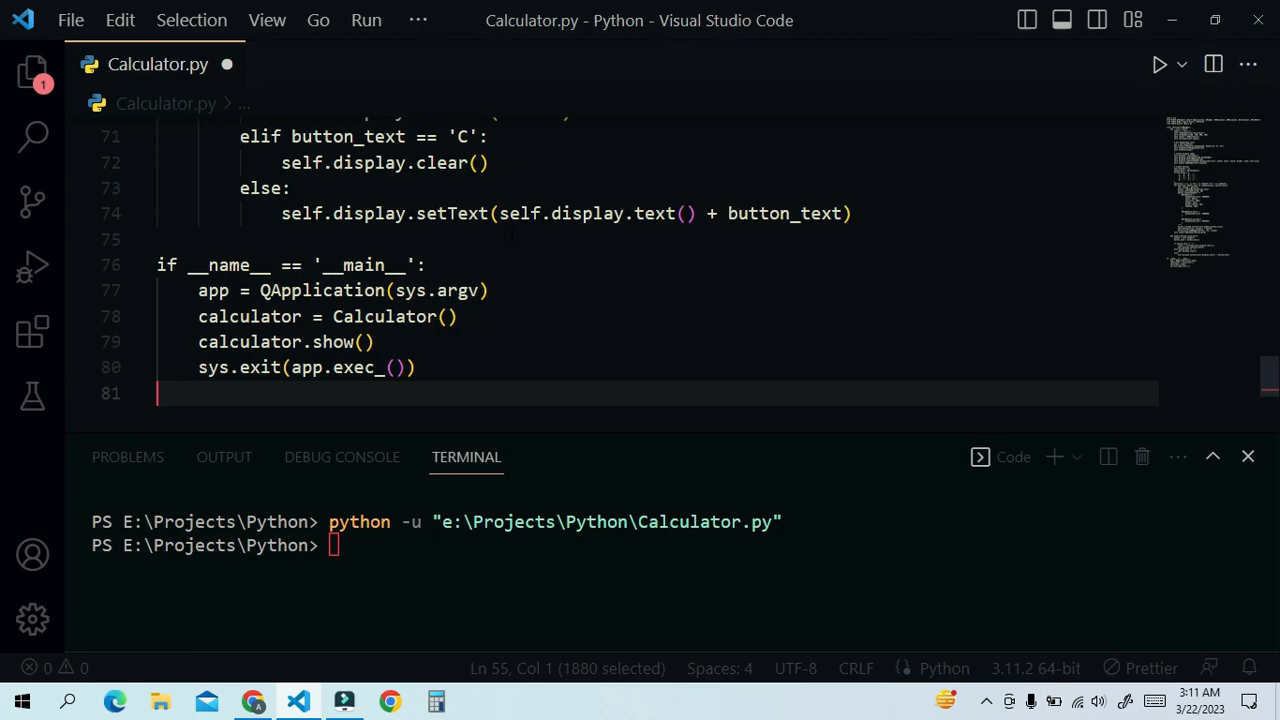 File Edit Selection View Go Run ··· Calculator.py - Python - Visual Studio Code
Calculator.py
1
Calculator.py > ...
71 elif button_text == 'C':
72 self.display.clear()
73 else:
74 self.display.setText(self.display.text() + button_text)
75
76 if __name__ == '__main__':
77 app = QApplication(sys.argv)
78 calculator = Calculator()
79 calculator.show()
80 sys.exit(app.exec_())
81
PROBLEMS OUTPUT DEBUG CONSOLE TERMINAL Code
PS E:\Projects\Python> python -u "e:\Projects\Python\Calculator.py"
PS E:\Projects\Python>
0 0 Ln 55, Col 1 (1880 selected) Spaces: 4 UTF-8 CRLF Python 3.11.2 64-bit Prettier
3:11 AM
3/22/2023